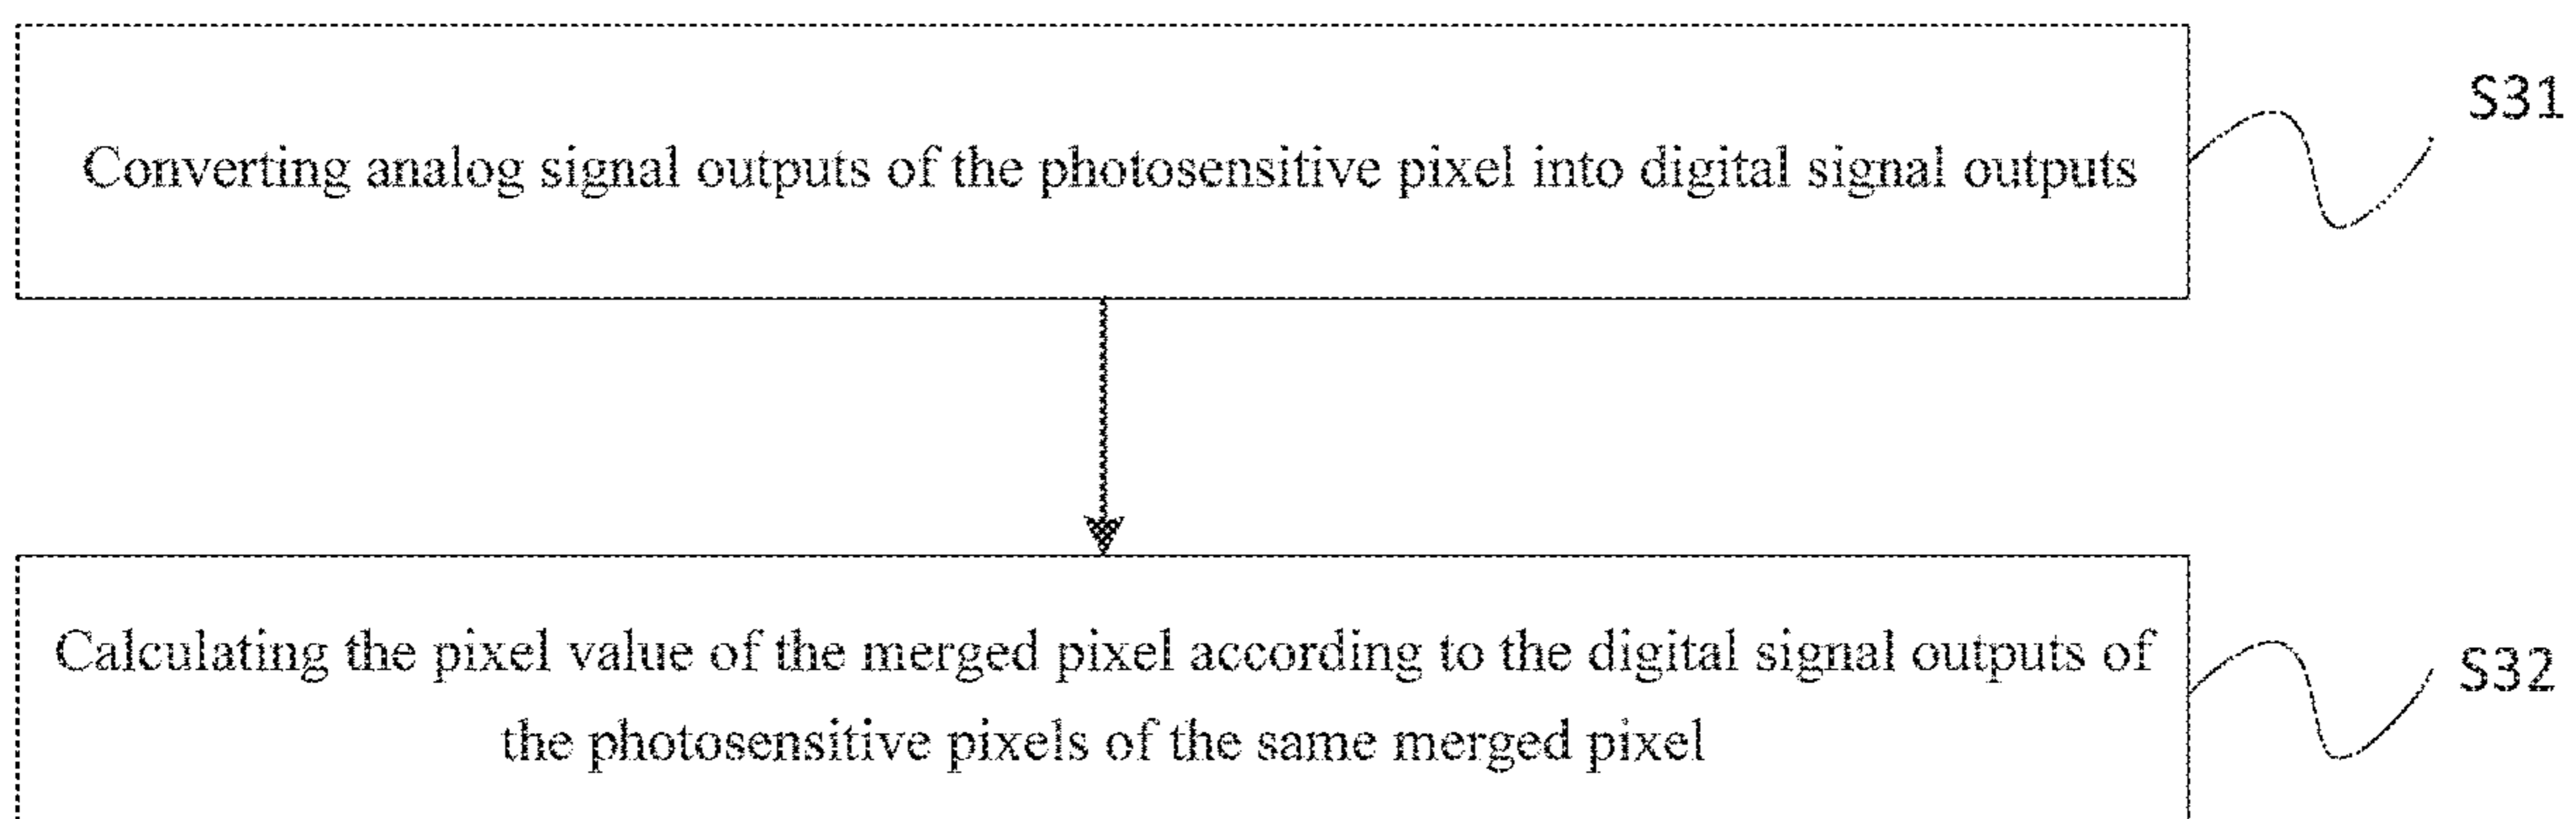 Converting analog signal outputs of the photosensitive pixel into digital signal outputs
S31
Calculating the pixel value of the merged pixel according to the digital signal outputs of
the photosensitive pixels of the same merged pixel
S32